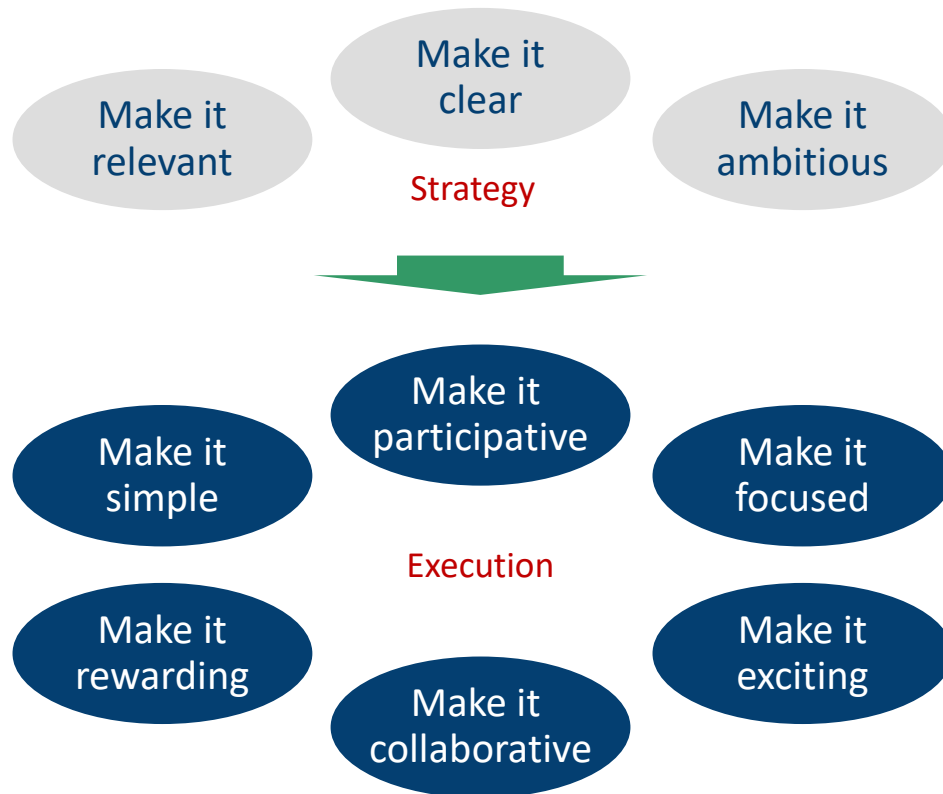 Make it
relevant
Make it
clear
Make it
ambitious
Strategy
Make it
simple
Make it
participative
Make it
focused
Execution
Make it
rewarding
Make it
collaborative
Make it
exciting